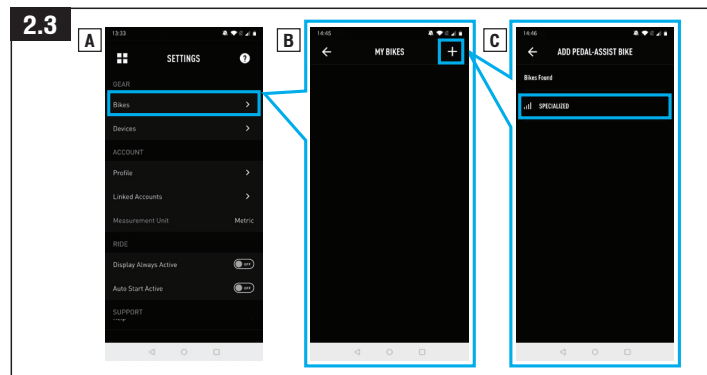 2.3
A
13:33
SETTINGS
?
GEAR
Bikes
Devices
ACCOUNT
Profile
Linked Accounts
Measurement Unit Metric
RIDE
Display Always Active OFF
Auto Start Active OFF
SUPPORT
B
14:45
MY BIKES
C
14:46
ADD PEDAL-ASSIST BIKE
Bikes Found
SPECIALIZED